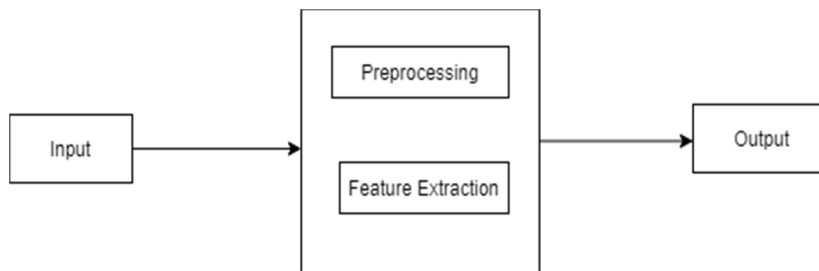 Input
Preprocessing
Feature Extraction
Output